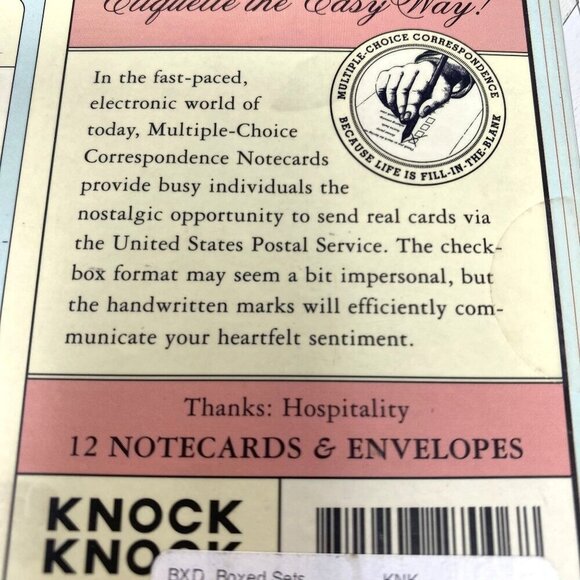 Etiquette the Easy Way!
In the fast-paced,
electronic world of
today, Multiple-Choice
Correspondence Notecards
provide busy individuals the
nostalgic opportunity to send real cards via
the United States Postal Service. The check-
box format may seem a bit impersonal, but
the handwritten marks will efficiently com-
municate your heartfelt sentiment.
MULTIPLE-CHOICE CORRESPONDENCE
BECAUSE LIFE IS FILL-IN-THE-BLANK
Thanks: Hospitality
12 NOTECARDS & ENVELOPES
KNOCK
KNOCK
BXD Boxed Sets KNK